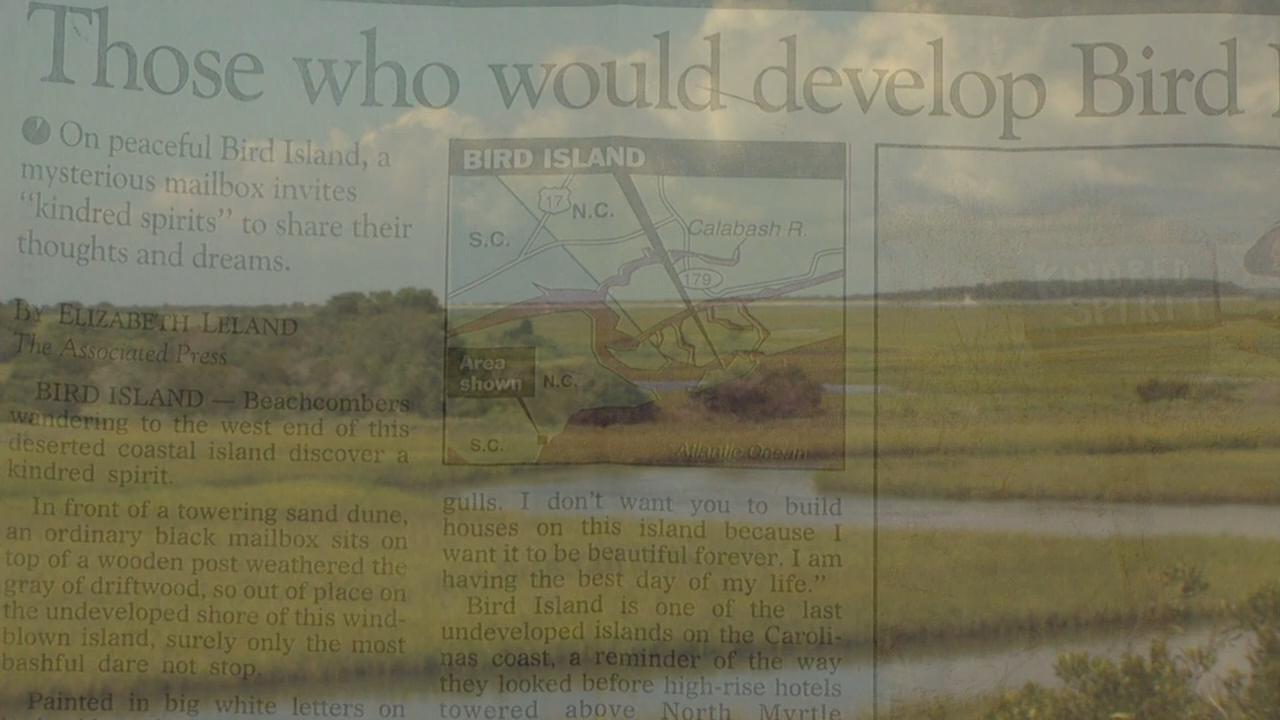 Those who would develop Bird
On peaceful Bird Island, a
mysterious mailbox invites
“kindred spirits” to share their
thoughts and dreams.
By ELIZABETH LELAND
The Associated Press
BIRD ISLAND — Beachcombers
wandering to the west end of this
deserted coastal island discover a
kindred spirit.
In front of a towering sand dune,
an ordinary black mailbox sits on
top of a wooden post weathered the
gray of driftwood, so out of place on
the undeveloped shore of this wind-
blown island, surely only the most
bashful dare not stop.
Painted in big white letters on
BIRD ISLAND
17
N.C.
S.C.
Calabash R.
179
Area
shown
N.C.
S.C.
Atlantic Ocean
gulls. I don’t want you to build
houses on this island because I
want it to be beautiful forever. I am
having the best day of my life.”
Bird Island is one of the last
undeveloped islands on the Caroli-
nas coast, a reminder of the way
they looked before high-rise hotels
towered above North Myrtle
KINDRED
SPIRIT